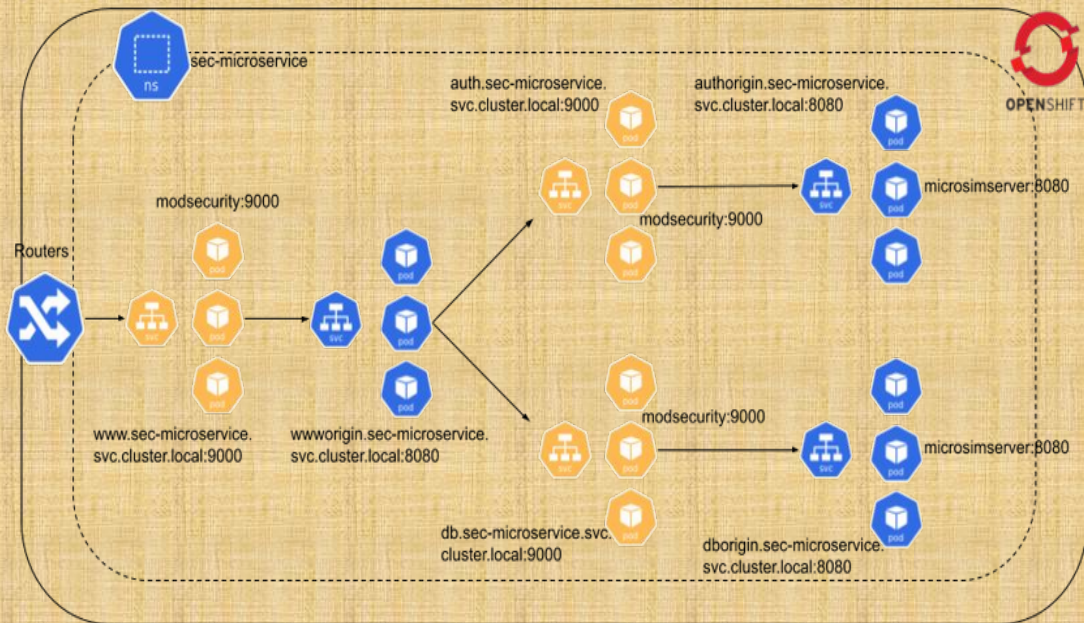 sec-microservice
ns
OPENSHIFT
auth.sec-microservice.
svc.cluster.local:9000
authorigin.sec-microservice.
svc.cluster.local:8080
pod
pod
svc
pod
modsecurity:9000
pod
svc
pod
microsimserver:8080
pod
modsecurity:9000
Routers
pod
svc
pod
pod
www.sec-microservice.
svc.cluster.local:9000
pod
svc
pod
pod
wworigin.sec-microservice.
svc.cluster.local:8080
pod
modsecurity:9000
svc
pod
pod
db.sec-microservice.svc.
cluster.local:9000
pod
svc
pod
microsimserver:8080
pod
dborigin.sec-microservice.
svc.cluster.local:8080